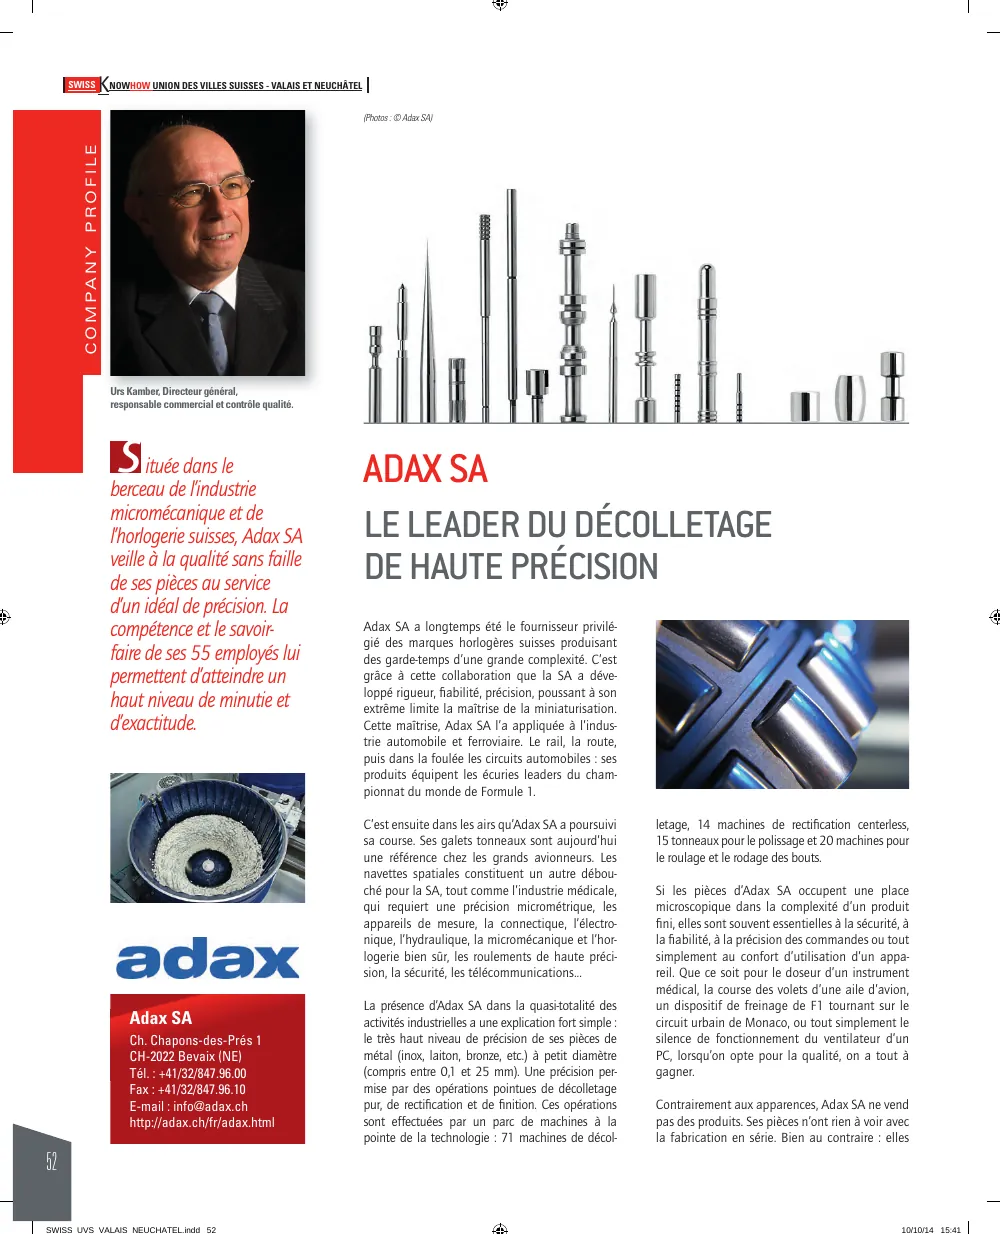 SWISS KNOWHOW UNION DES VILLES SUISSES - VALAIS ET NEUCHÂTEL
COMPANY PROFILE
(Photos : © Adax SA)
Urs Kamber, Directeur général,
responsable commercial et contrôle qualité.
Située dans le
berceau de l'industrie
micromécanique et de
l'horlogerie suisses, Adax SA
veille à la qualité sans faille
de ses pièces au service
d'un idéal de précision. La
compétence et le savoir-
faire de ses 55 employés lui
permettent d'atteindre un
haut niveau de minutie et
d'exactitude.
adax
Adax SA
Ch. Chapons-des-Prés 1
CH-2022 Bevaix (NE)
Tél. : +41/32/847.96.00
Fax : +41/32/847.96.10
E-mail : info@adax.ch
http://adax.ch/fr/adax.html
ADAX SA
LE LEADER DU DÉCOLLETAGE
DE HAUTE PRÉCISION
Adax SA a longtemps été le fournisseur privilé-
gié des marques horlogères suisses produisant
des garde-temps d'une grande complexité. C'est
grâce à cette collaboration que la SA a déve-
loppé rigueur, fiabilité, précision, poussant à son
extrême limite la maîtrise de la miniaturisation.
Cette maîtrise, Adax SA l'a appliquée à l'indus-
trie automobile et ferroviaire. Le rail, la route,
puis dans la foulée les circuits automobiles : ses
produits équipent les écuries leaders du cham-
pionnat du monde de Formule 1.
C'est ensuite dans les airs qu'Adax SA a poursuivi
sa course. Ses galets tonneaux sont aujourd'hui
une référence chez les grands avionneurs. Les
navettes spatiales constituent un autre débou-
ché pour la SA, tout comme l'industrie médicale,
qui requiert une précision micrométrique, les
appareils de mesure, la connectique, l'électro-
nique, l'hydraulique, la micromécanique et l'hor-
logerie bien sûr, les roulements de haute préci-
sion, la sécurité, les télécommunications...
La présence d'Adax SA dans la quasi-totalité des
activités industrielles a une explication fort simple :
le très haut niveau de précision de ses pièces de
métal (inox, laiton, bronze, etc.) à petit diamètre
(compris entre 0,1 et 25 mm). Une précision per-
mise par des opérations pointues de décolletage
pur, de rectification et de finition. Ces opérations
sont effectuées par un parc de machines à la
pointe de la technologie : 71 machines de décol-
letage, 14 machines de rectification centerless,
15 tonneaux pour le polissage et 20 machines pour
le roulage et le rodage des bouts.
Si les pièces d'Adax SA occupent une place
microscopique dans la complexité d'un produit
fini, elles sont souvent essentielles à la sécurité, à
la fiabilité, à la précision des commandes ou tout
simplement au confort d'utilisation d'un appa-
reil. Que ce soit pour le doseur d'un instrument
médical, la course des volets d'une aile d'avion,
un dispositif de freinage de F1 tournant sur le
circuit urbain de Monaco, ou tout simplement le
silence de fonctionnement du ventilateur d'un
PC, lorsqu'on opte pour la qualité, on a tout à
gagner.
Contrairement aux apparences, Adax SA ne vend
pas des produits. Ses pièces n'ont rien à voir avec
la fabrication en série. Bien au contraire : elles
52
SWISS_UVS_VALAIS_NEUCHATEL.indd 52
10/10/14 15:41